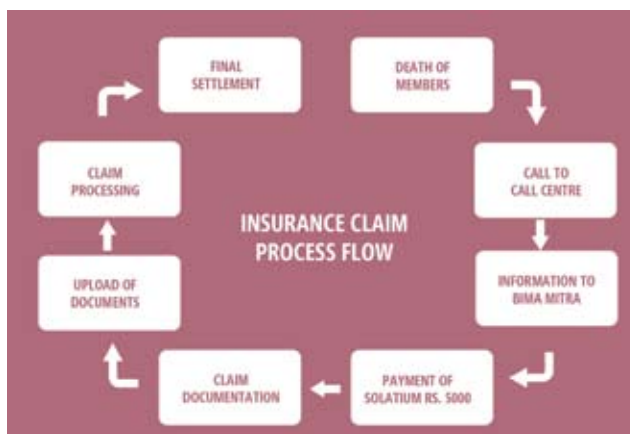 FINAL
SETTLEMENT
DEATH OF
MEMBERS
CLAIM
PROCESSING
CALL TO
CALL CENTRE
INSURANCE CLAIM
PROCESS FLOW
UPLOAD OF
DOCUMENTS
INFORMATION TO
BIMA MITRA
CLAIM
DOCUMENTATION
PAYMENT OF
SOLATIUM RS. 5000